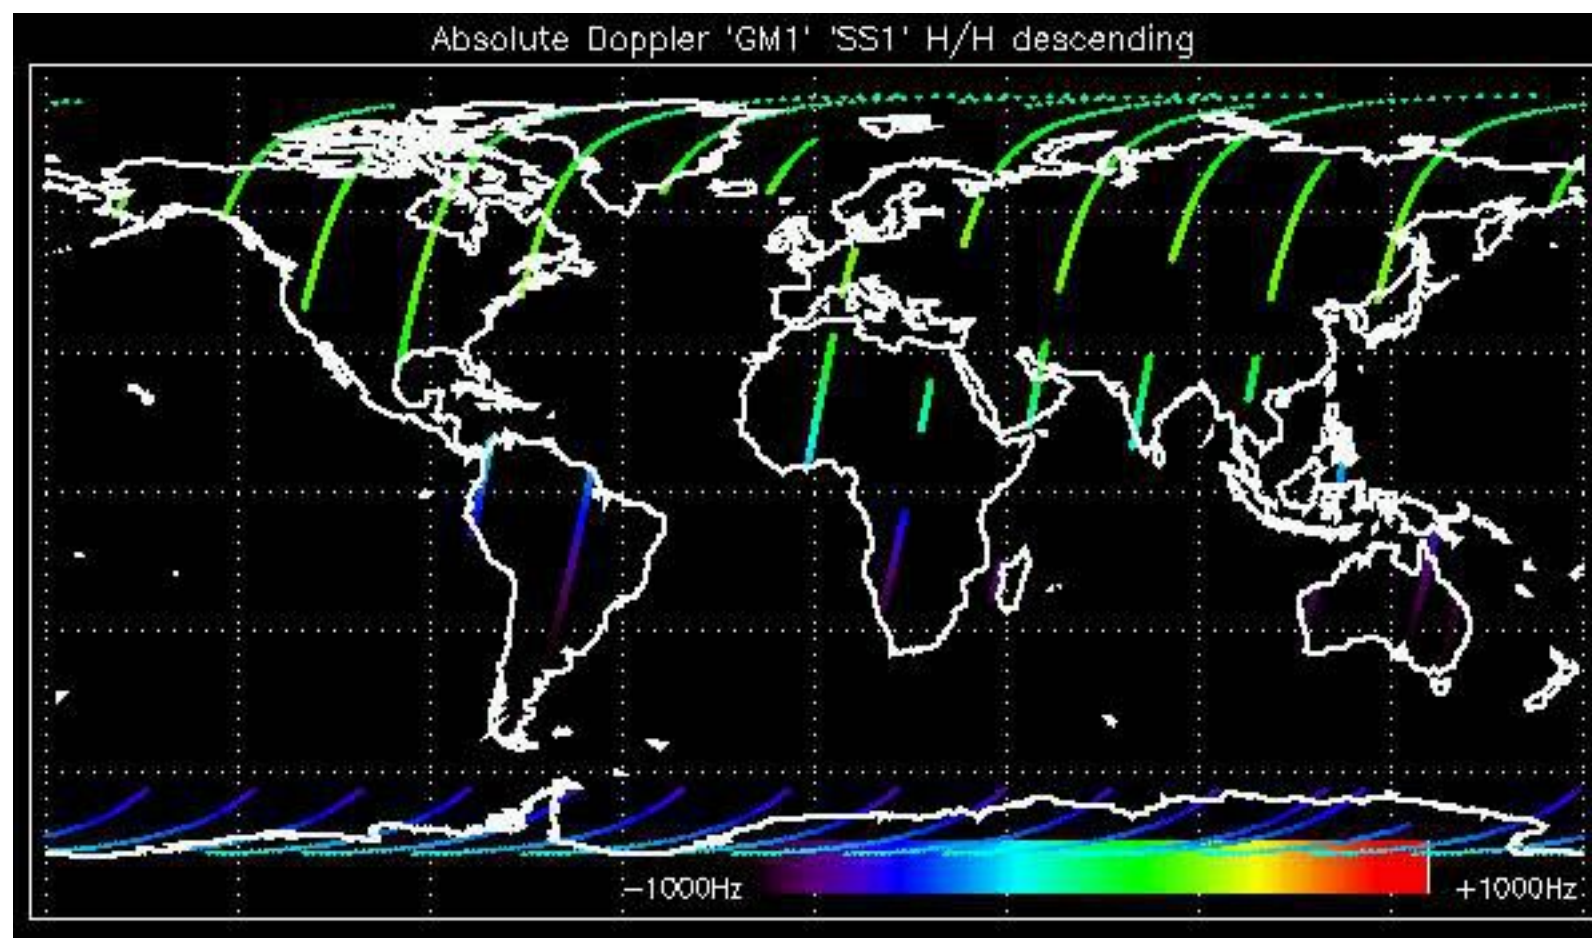 Absolute Doppler 'GM1' 'SS1' H/H descending
-1000Hz
+1000Hz